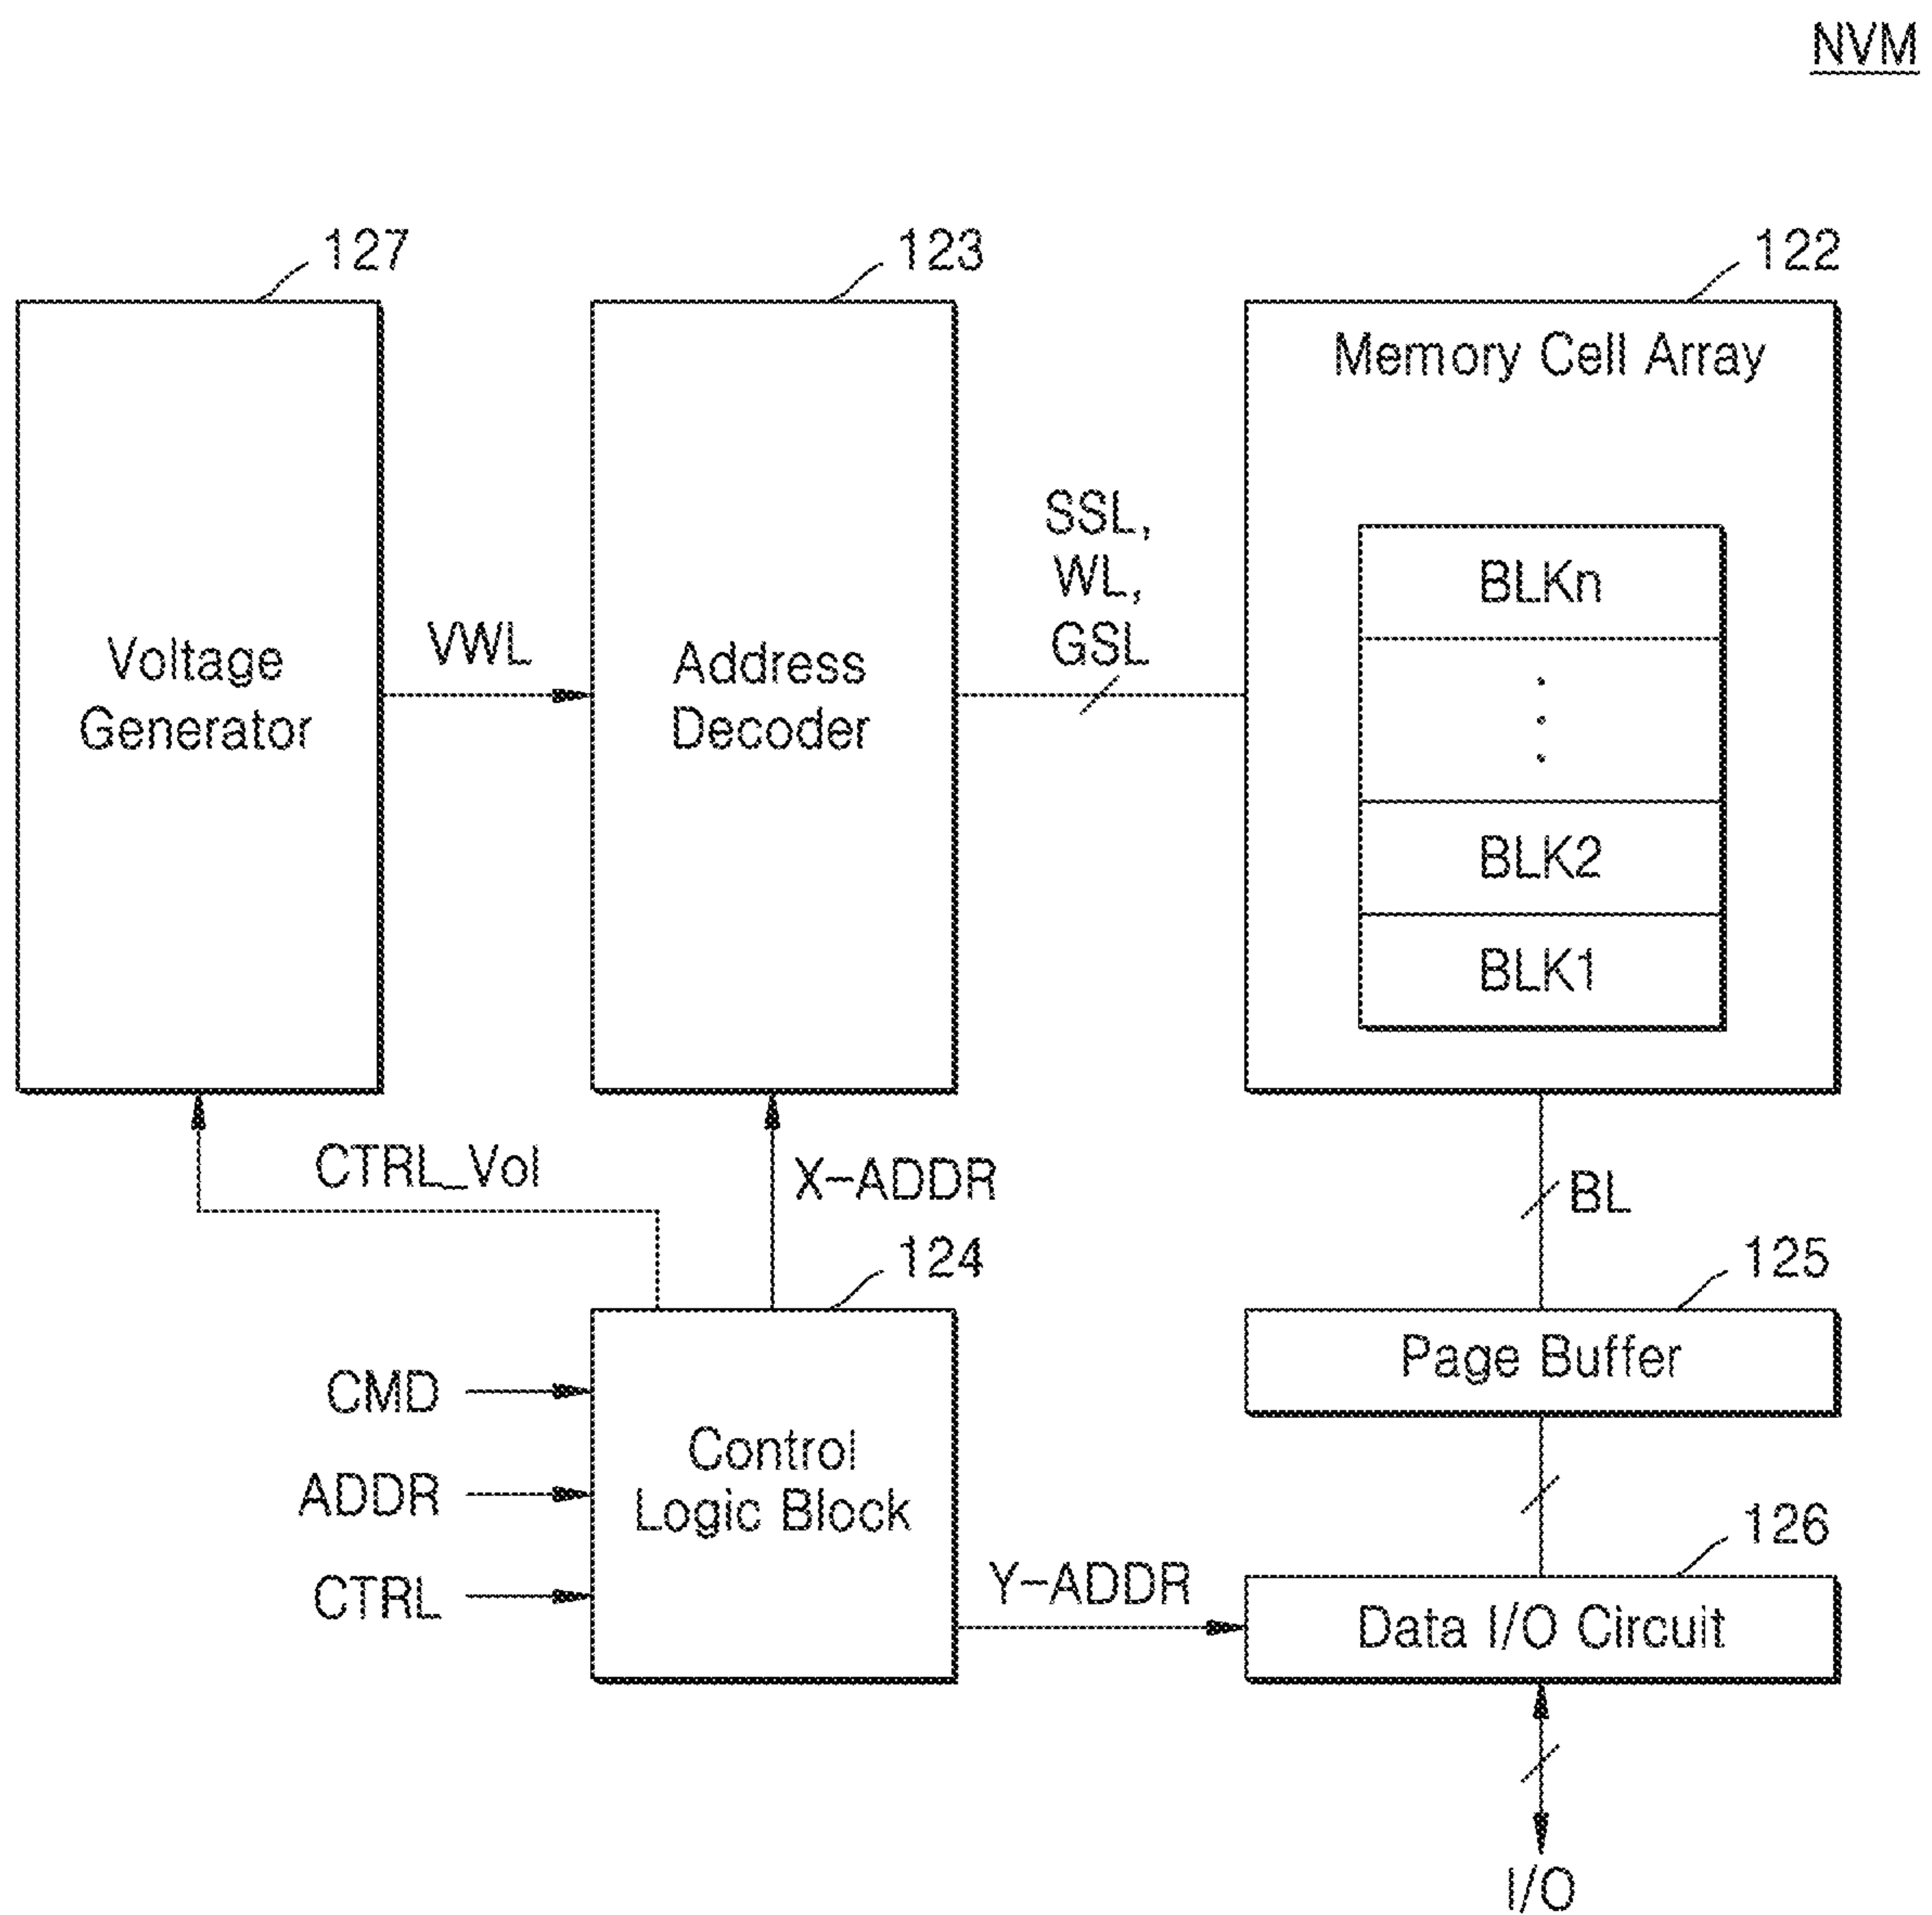 NVM
127
123
122
Memory Cell Array
Voltage
Generator
VWL
Address
Decoder
SSL,
WL,
GSL
BLKn
BLK2
BLK1
CTRL_Vol
X-ADDR
BL
124
125
Page Buffer
CMD
ADDR
CTRL
Control
Logic Block
Y-ADDR
126
Data I/O Circuit
I/O